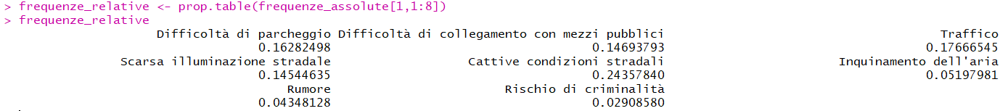 > frequenze_relative <- prop.table(frequenze_assolute[1,1:8])
> frequenze_relative
Difficoltà di parcheggio Difficoltà di collegamento con mezzi pubblici Traffico
0.16282498 0.14693793 0.17666545
Scarsa illuminazione stradale Cattive condizioni stradali Inquinamento dell'aria
0.14544635 0.24357840 0.05197981
Rumore Rischio di criminalità
0.04348128 0.02908580